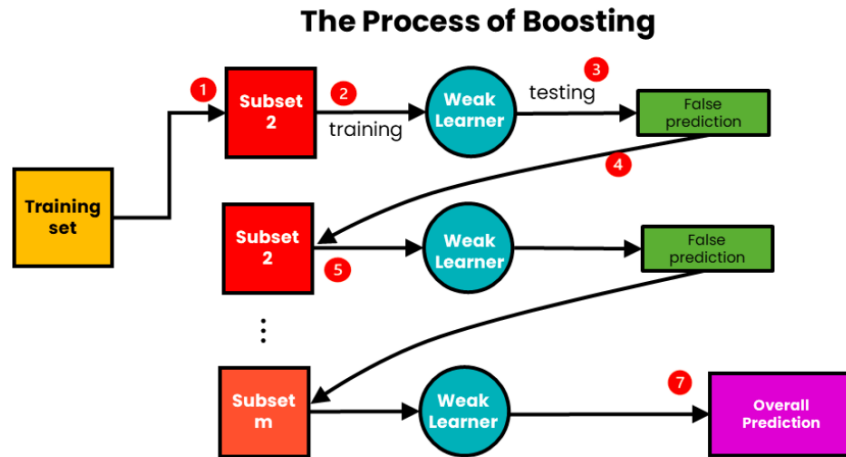 The Process of Boosting
1
Subset
2
2
training
Weak
Learner
3
testing
False
prediction
4
Training
set
Subset
2
5
Weak
Learner
False
prediction
Subset
m
Weak
Learner
7
Overall
Prediction